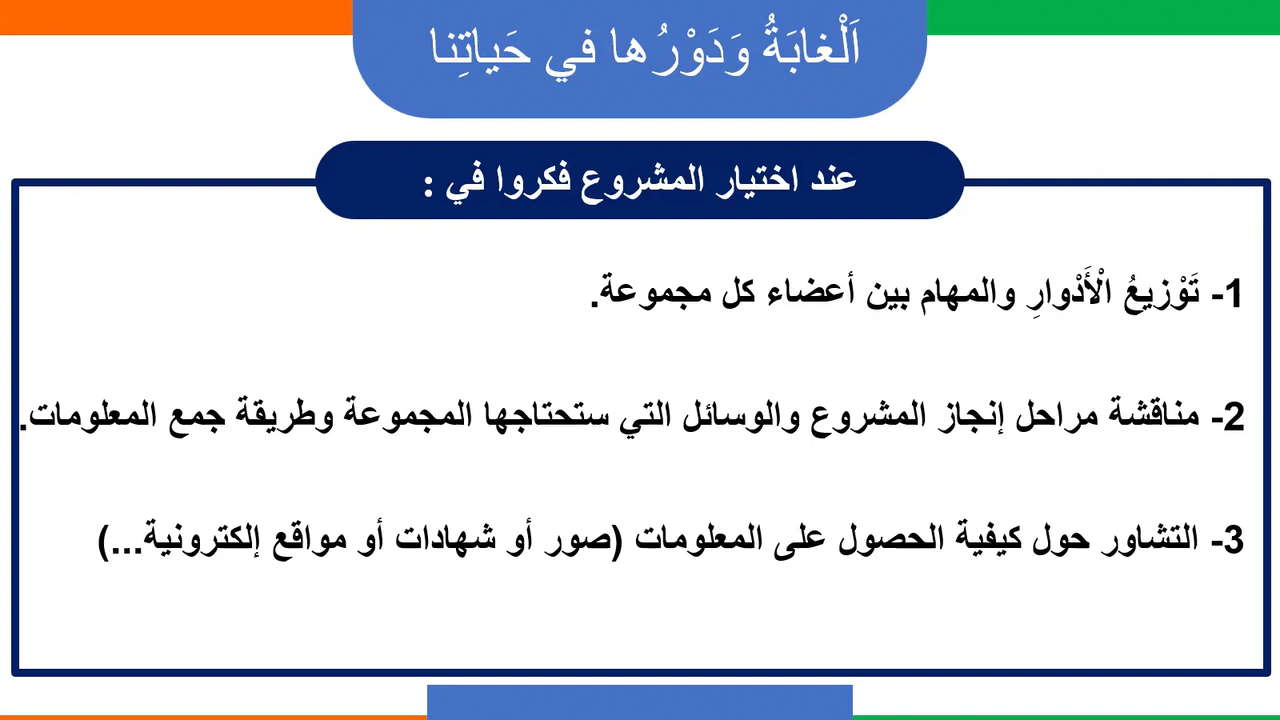 اَلْغابَةُ وَدَوْرُها في حَياتِنا
عند اختيار المشروع فكروا في :
1- تَوْزيعُ الْأَدْوارِ والمهام بين أعضاء كل مجموعة.
2- مناقشة مراحل إنجاز المشروع والوسائل التي ستحتاجها المجموعة وطريقة جمع المعلومات.
3- التشاور حول كيفية الحصول على المعلومات (صور أو شهادات أو مواقع إلكترونية...)